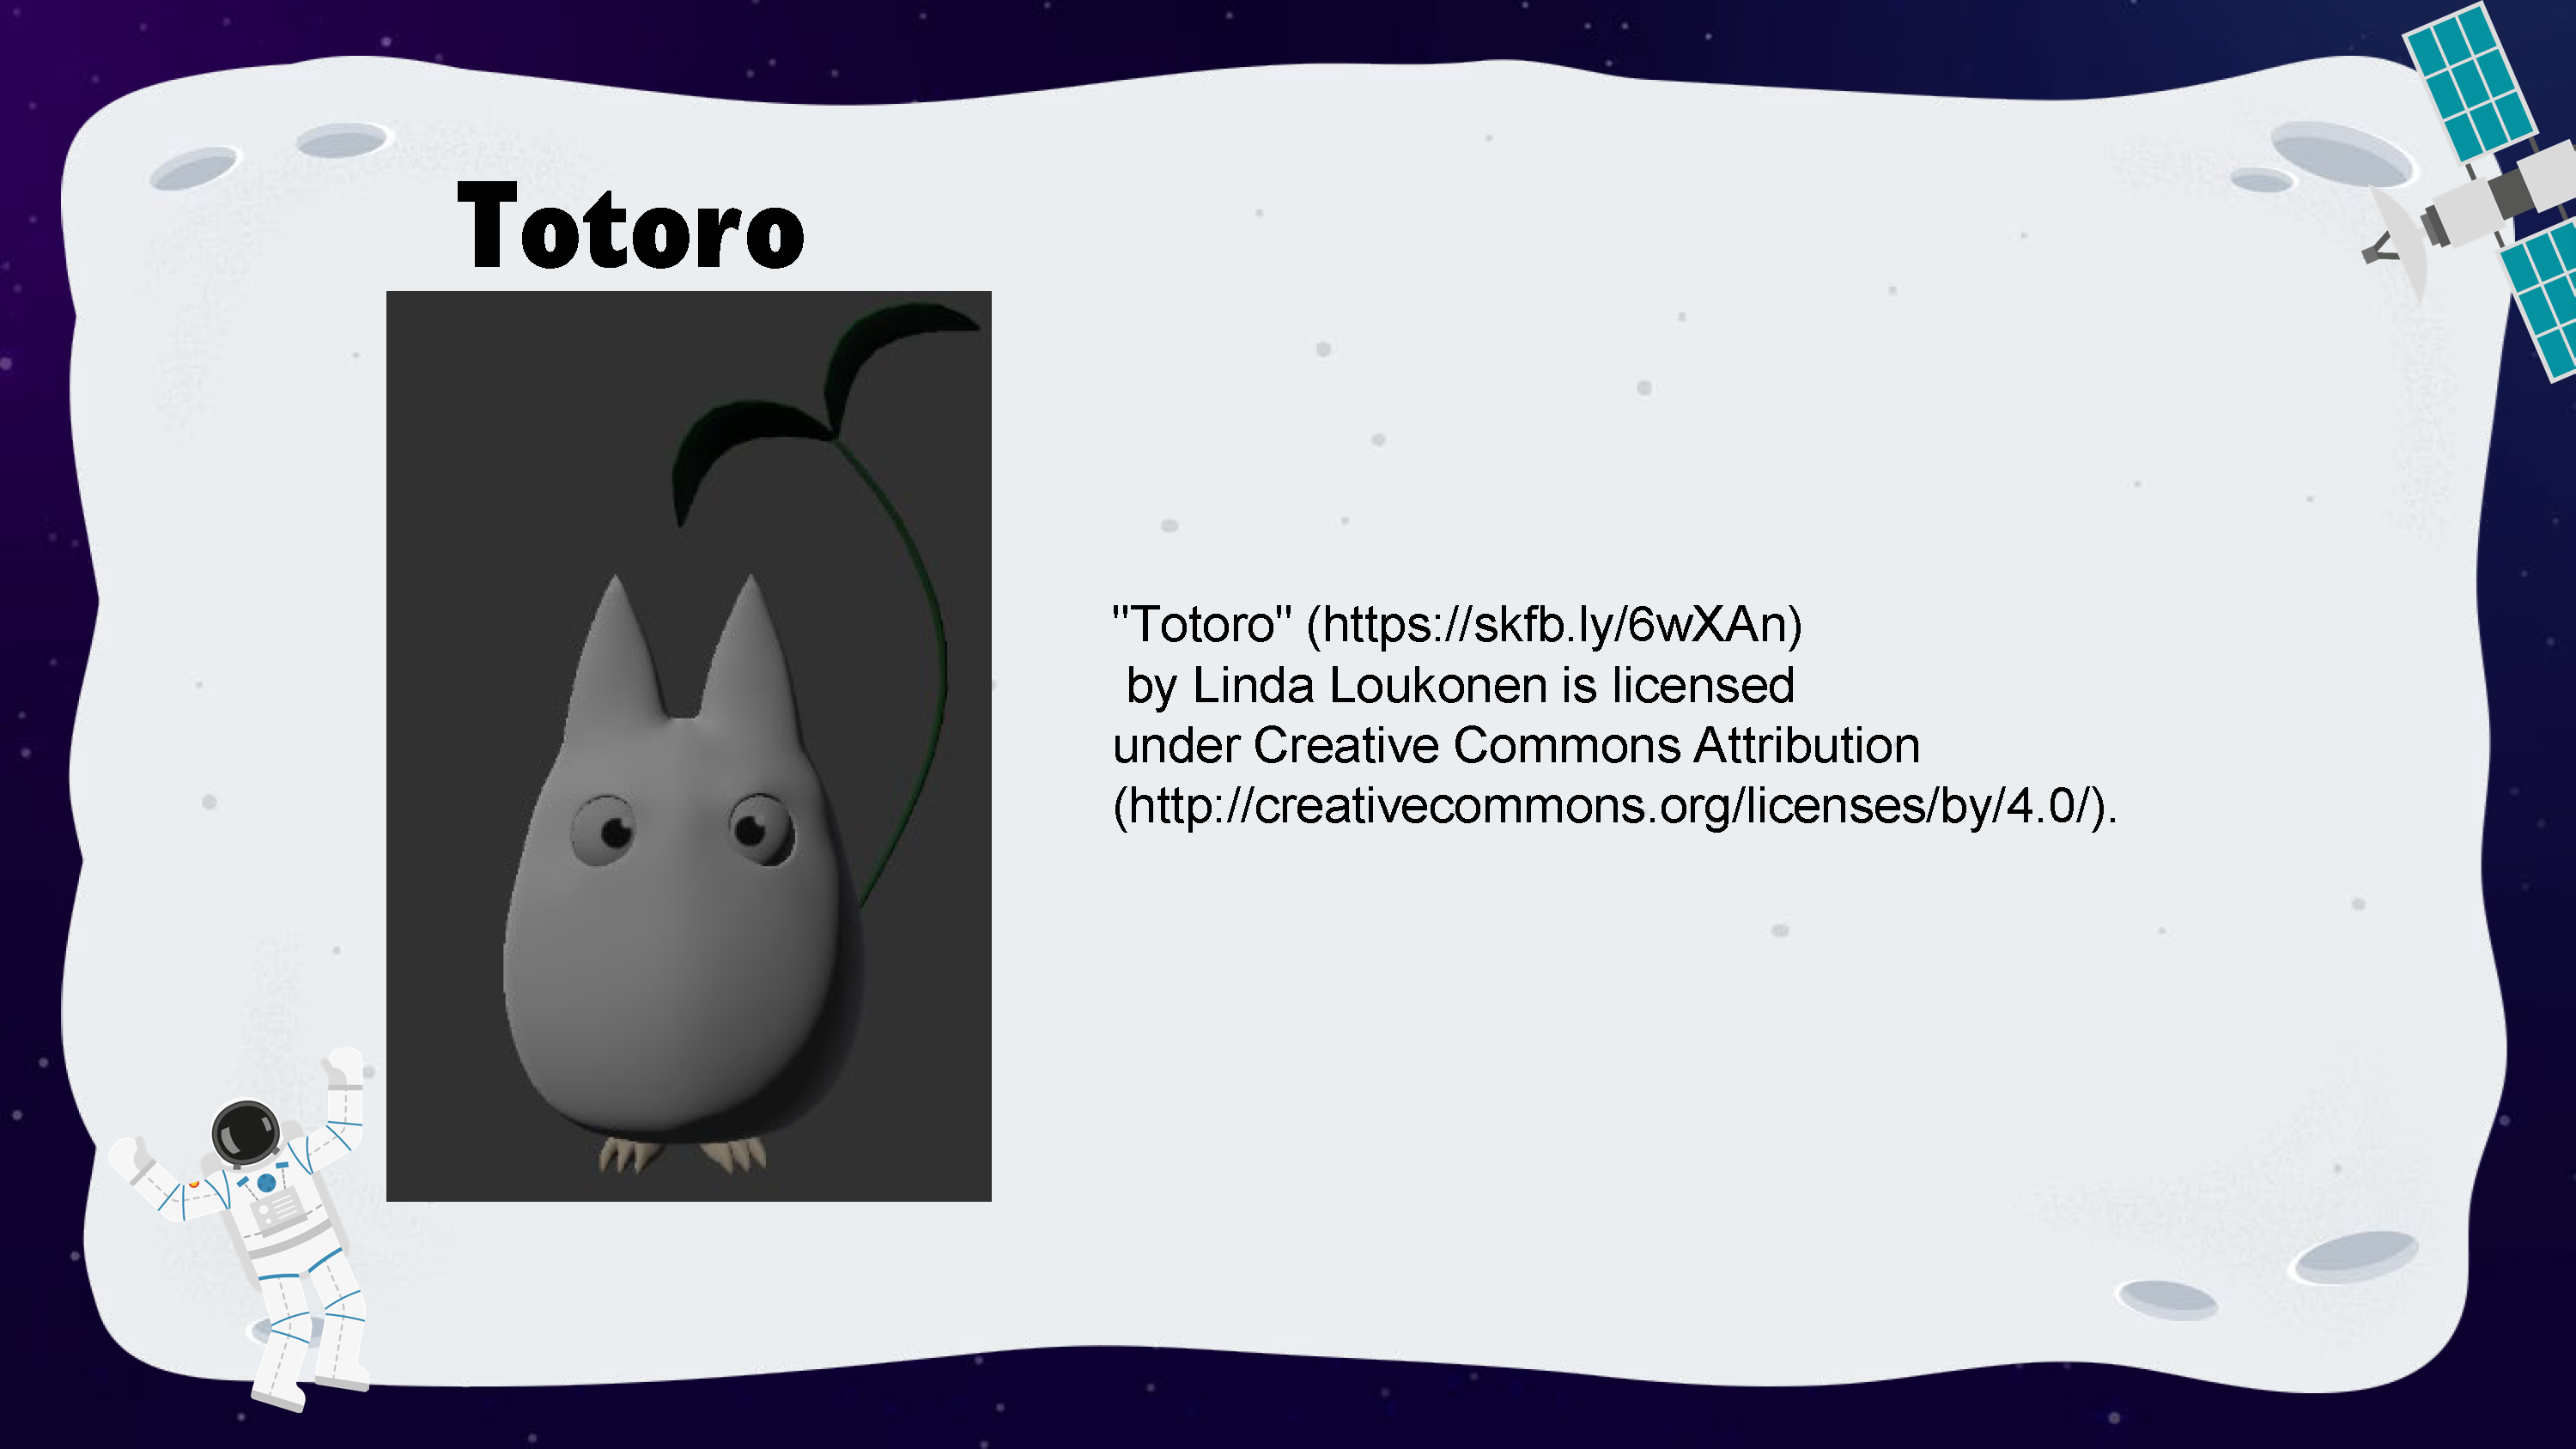 Totoro
"Totoro" (https://skfb.ly/6wXAn)
by Linda Loukonen is licensed
under Creative Commons Attribution
(http://creativecommons.org/licenses/by/4.0/).